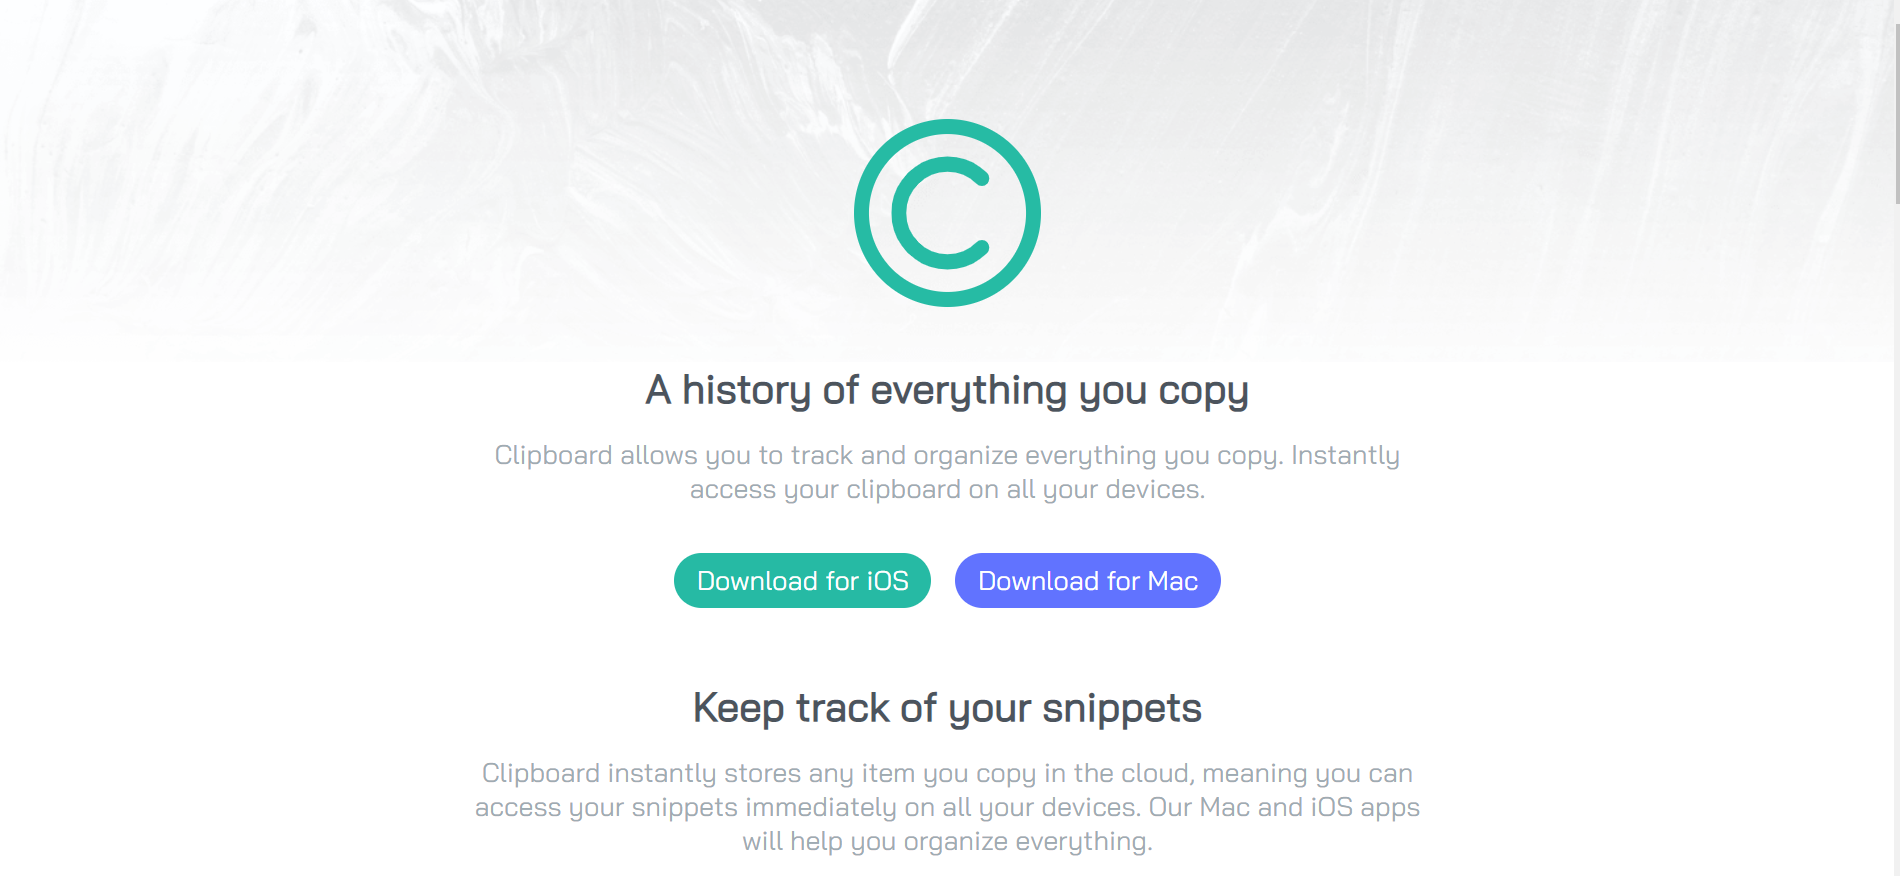 A history of everything you copy
Clipboard allows you to track and organize everything you copy. Instantly
access your clipboard on all your devices.
Download for iOS
Download for Mac
Keep track of your snippets
Clipboard instantly stores any item you copy in the cloud, meaning you can
access your snippets immediately on all your devices. Our Mac and iOS apps
will help you organize everything.